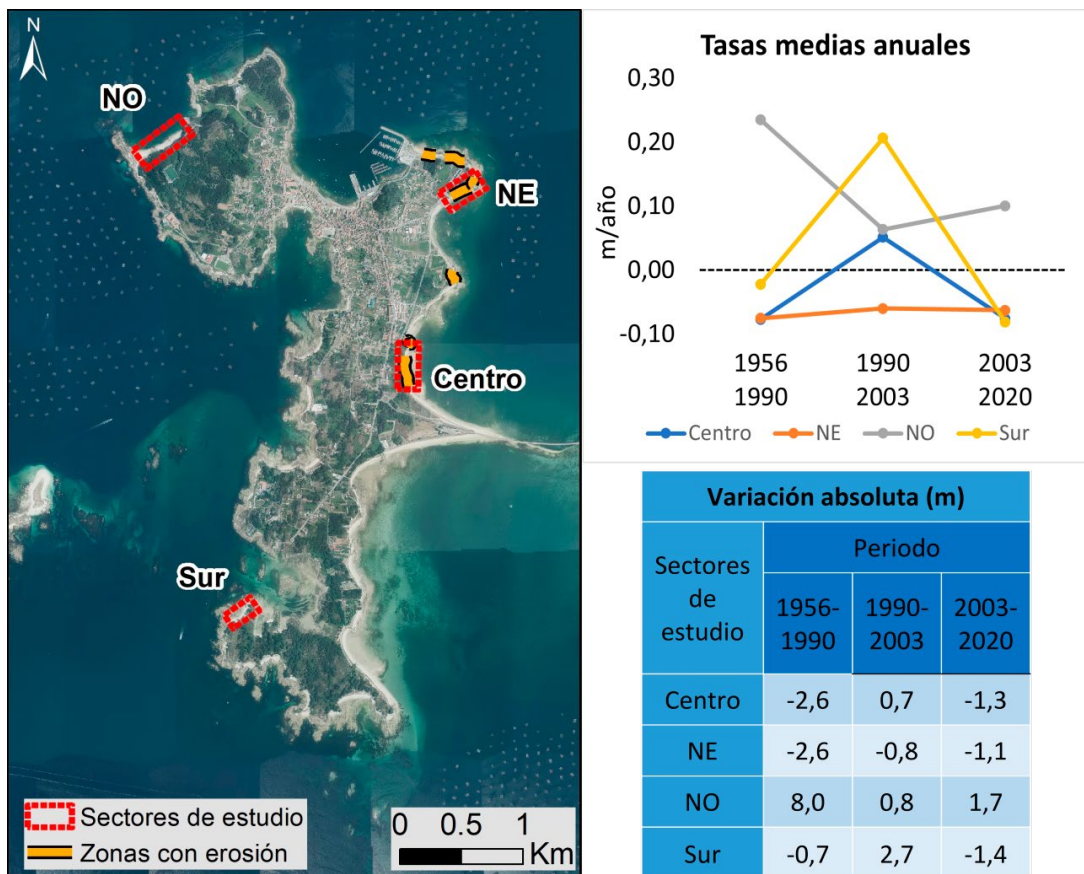 N
NO
NE
Centro
Sur
Sectores de estudio
Zonas con erosión
0 0.5 1
Km
Tasas medias anuales
0,30
0,20
0,10
0,00
-0,10
m/año
1956 1990 2003
1990 2003 2020
Centro NE NO Sur
Variación absoluta (m)
Sectores de estudio
Periodo
1956-1990 1990-2003 2003-2020
Centro -2,6 0,7 -1,3
NE -2,6 -0,8 -1,1
NO 8,0 0,8 1,7
Sur -0,7 2,7 -1,4